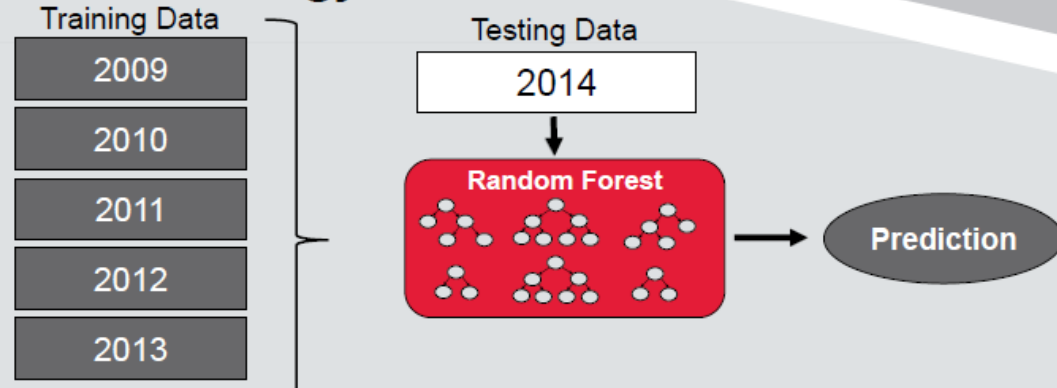 Training Data
2009
2010
2011
2012
2013
Testing Data
2014
Random Forest
Prediction